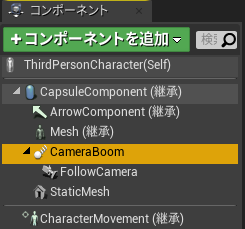 コンポーネント
+コンポーネントを追加
検索
ThirdPersonCharacter(Self)
CapsuleComponent (継承)
ArrowComponent (継承)
Mesh (継承)
CameraBoom
FollowCamera
StaticMesh
CharacterMovement (継承)